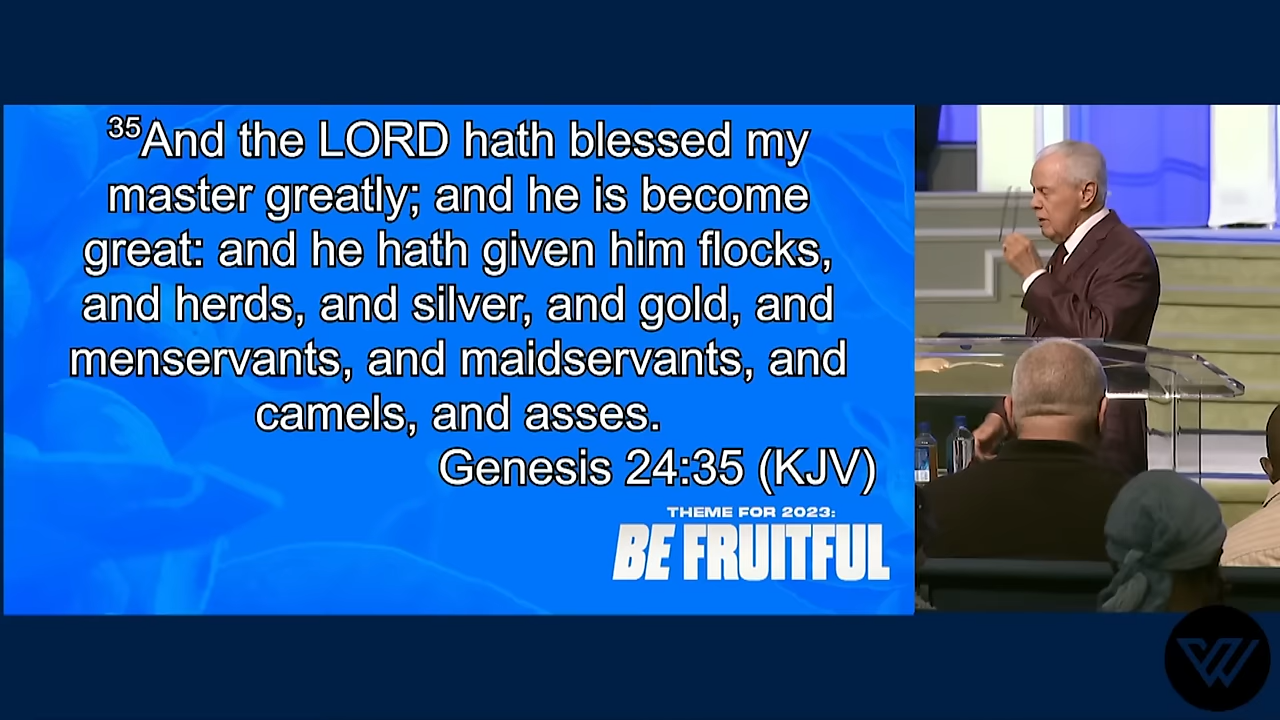 35And the LORD hath blessed my
master greatly; and he is become
great: and he hath given him flocks,
and herds, and silver, and gold, and
menservants, and maidservants, and
camels, and asses.
Genesis 24:35 (KJV)
THEME FOR 2023:
BE FRUITFUL